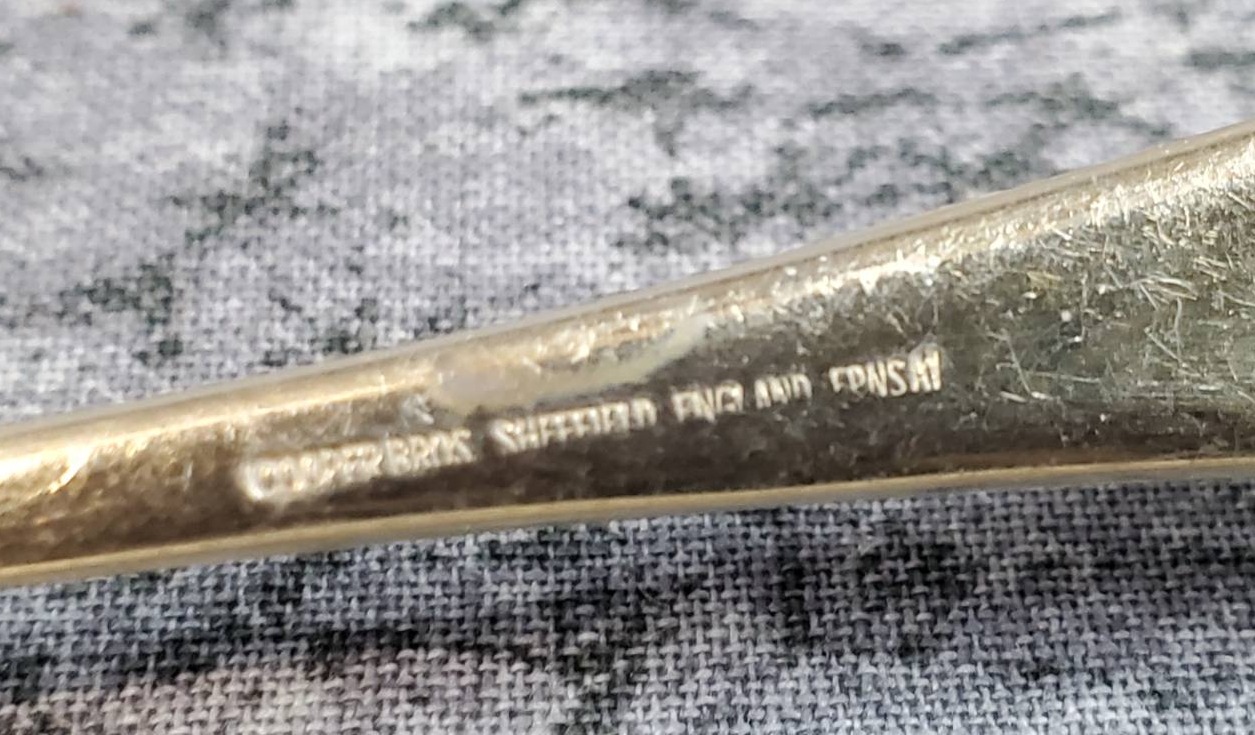 COOPER BROS SHEFFIELD ENGLAND EPNS A1